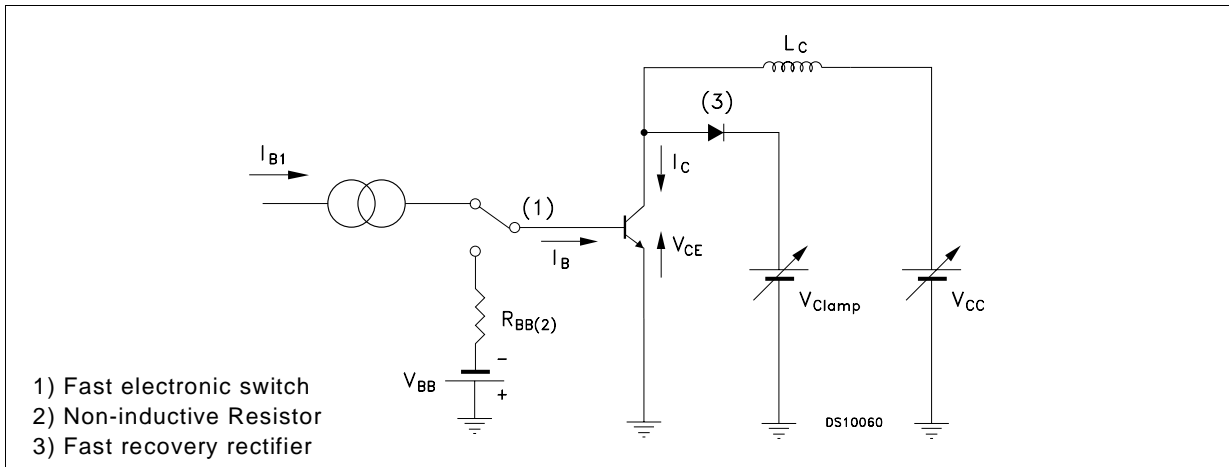 L_C
(3)
I_B1
I_C
(1)
I_B
V_CE
V_Clamp
V_CC
R_BB(2)
V_BB
−
+
1) Fast electronic switch
2) Non-inductive Resistor
3) Fast recovery rectifier
DS10060